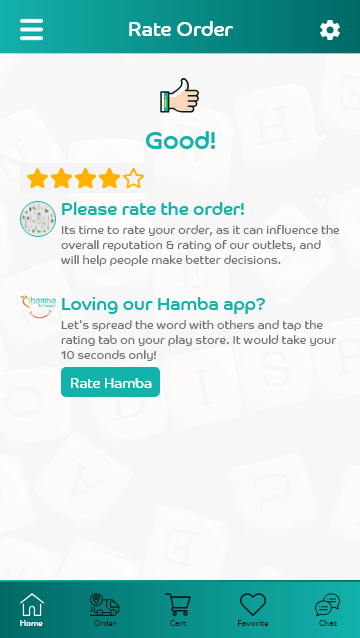 Rate Order
Good!
Please rate the order!
Its time to rate your order, as it can influence the
overall reputation & rating of our outlets, and
will help people make better decisions.
hamba
Loving our Hamba app?
Let's spread the word with others and tap the
rating tab on your play store. It would take your
10 seconds only!
Rate Hamba
Home
Order
Cart
Favorite
Chat